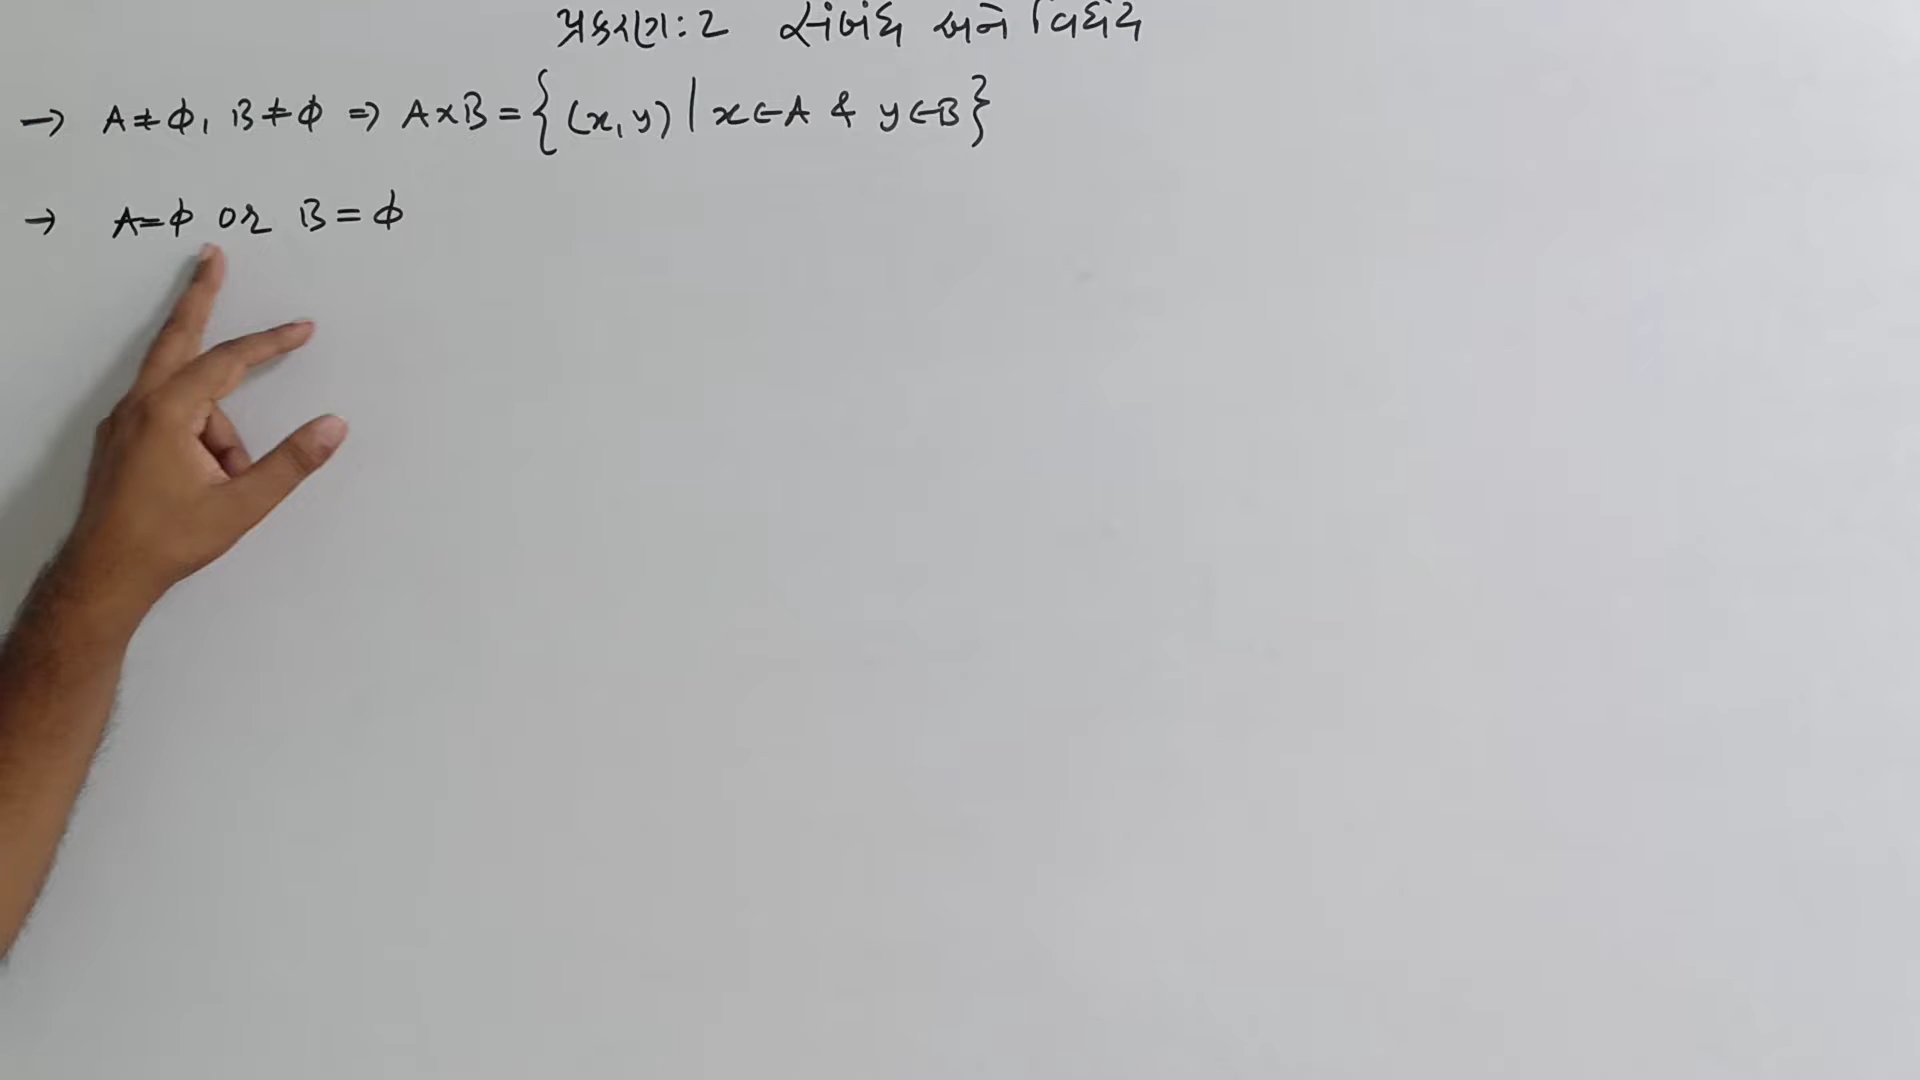 પ્રકરણ: 2 સંબંધ અને વિધેય
→ A≠ϕ, B≠ϕ ⇒ A×B = {(x, y) | x∈A & y∈B}
→ A=ϕ or B=ϕ